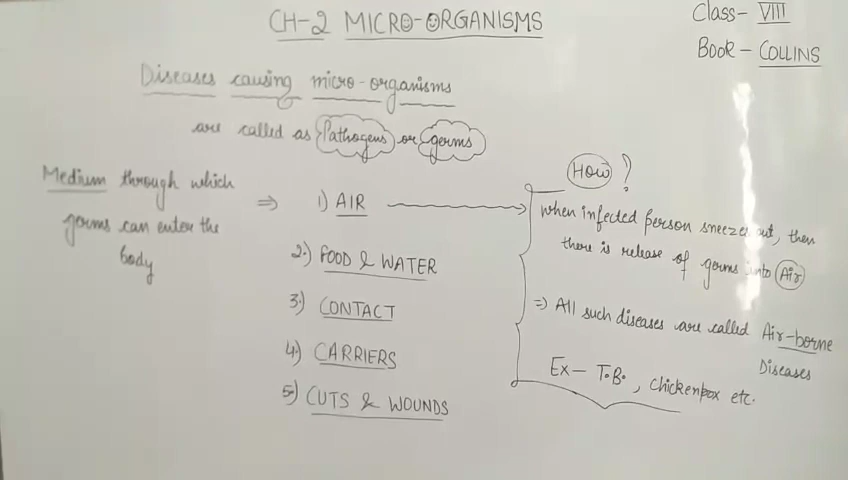 CH-2 MICRO-ORGANISMS
Class- VIII
Book - COLLINS
Diseases causing micro-organisms
are called as Pathogens or germs
Medium through which
germs can enter the
body
⇒ 1) AIR
2.) FOOD & WATER
3.) CONTACT
4.) CARRIERS
5.) CUTS & WOUNDS
How ?
When infected person sneezes out, then
there is release of germs into Air
⇒ All such diseases are called Air-borne
Diseases
Ex- T.B., Chickenpox etc.